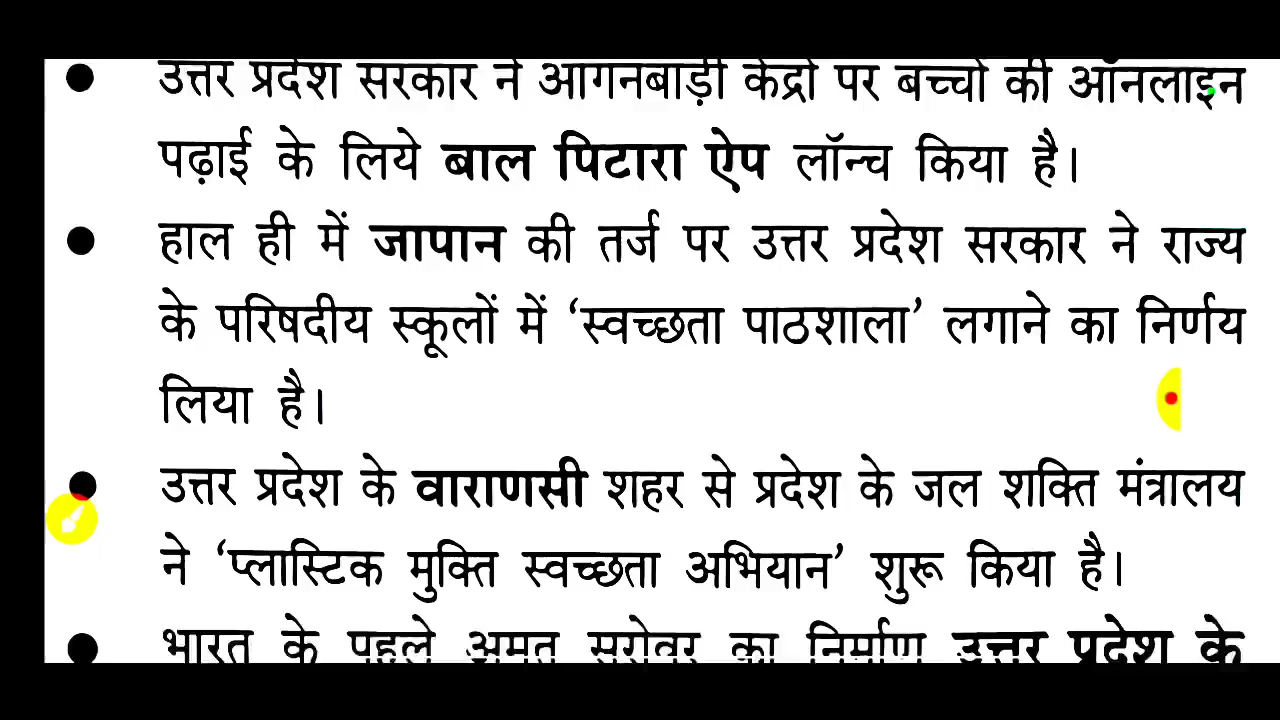 उत्तर प्रदेश सरकार ने आंगनबाड़ी केंद्रों पर बच्चों की ऑनलाइन
पढ़ाई के लिये बाल पिटारा ऐप लॉन्च किया है।
हाल ही में जापान की तर्ज पर उत्तर प्रदेश सरकार ने राज्य
के परिषदीय स्कूलों में ‘स्वच्छता पाठशाला’ लगाने का निर्णय
लिया है।
उत्तर प्रदेश के वाराणसी शहर से प्रदेश के जल शक्ति मंत्रालय
ने ‘प्लास्टिक मुक्ति स्वच्छता अभियान’ शुरू किया है।
भारत के पहले अमृत सरोवर का निर्माण उत्तर प्रदेश के